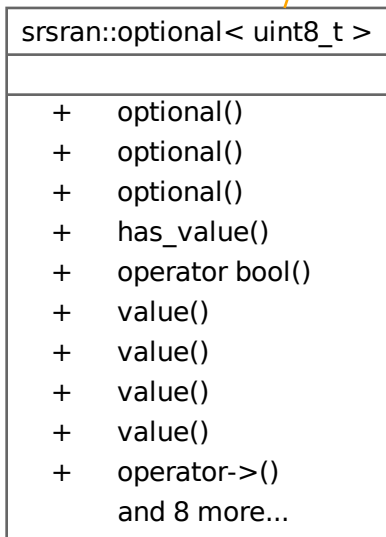 srsran::optional< uint8_t >
+ optional()
+ optional()
+ optional()
+ has_value()
+ operator bool()
+ value()
+ value()
+ value()
+ value()
+ operator->()
and 8 more...